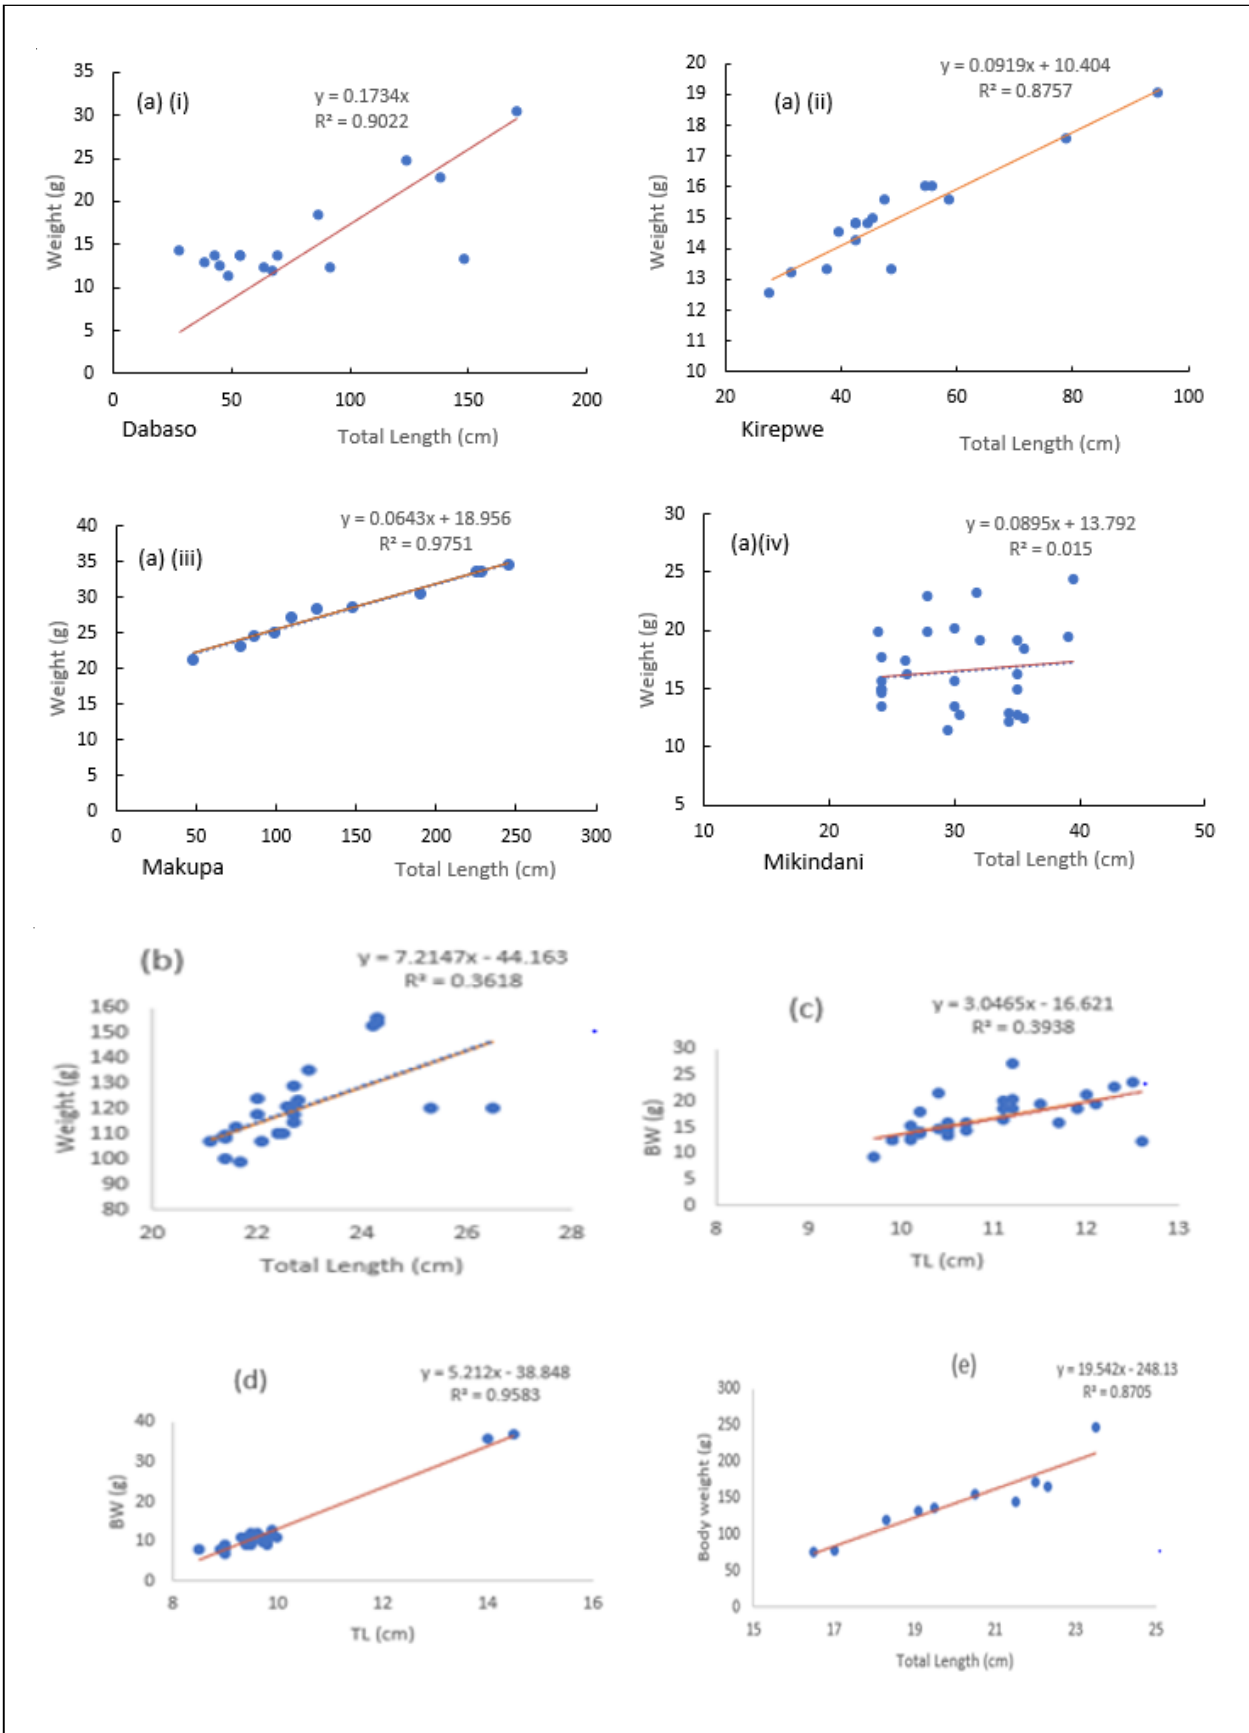 (a) (i)
y = 0.1734x
R² = 0.9022
35
30
25
20
15
10
5
0
Weight (g)
0 50 100 150 200
Dabaso
Total Length (cm)
(a) (ii)
y = 0.0919x + 10.404
R² = 0.8757
20
19
18
17
16
15
14
13
12
11
10
Weight (g)
20 40 60 80 100
Kirepwe
Total Length (cm)
(a) (iii)
y = 0.0643x + 18.956
R² = 0.9751
40
35
30
25
20
15
10
5
0
Weight (g)
0 50 100 150 200 250 300
Makupa
Total Length (cm)
(a)(iv)
y = 0.0895x + 13.792
R² = 0.015
30
25
20
15
10
5
Weight (g)
10 20 30 40 50
Mikindani
Total Length (cm)
(b)
y = 7.2147x - 44.163
R² = 0.3618
160
150
140
130
120
110
100
90
80
Weight (g)
20 22 24 26 28
Total Length (cm)
(c)
y = 3.0465x - 16.621
R² = 0.3938
30
25
20
15
10
5
0
BW (g)
8 9 10 11 12 13
TL (cm)
(d)
y = 5.212x - 38.848
R² = 0.9583
40
30
20
10
0
BW (g)
8 10 12 14 16
TL (cm)
(e)
y = 19.542x - 248.13
R² = 0.8705
300
250
200
150
100
50
0
Body weight (g)
15 17 19 21 23 25
Total Length (cm)